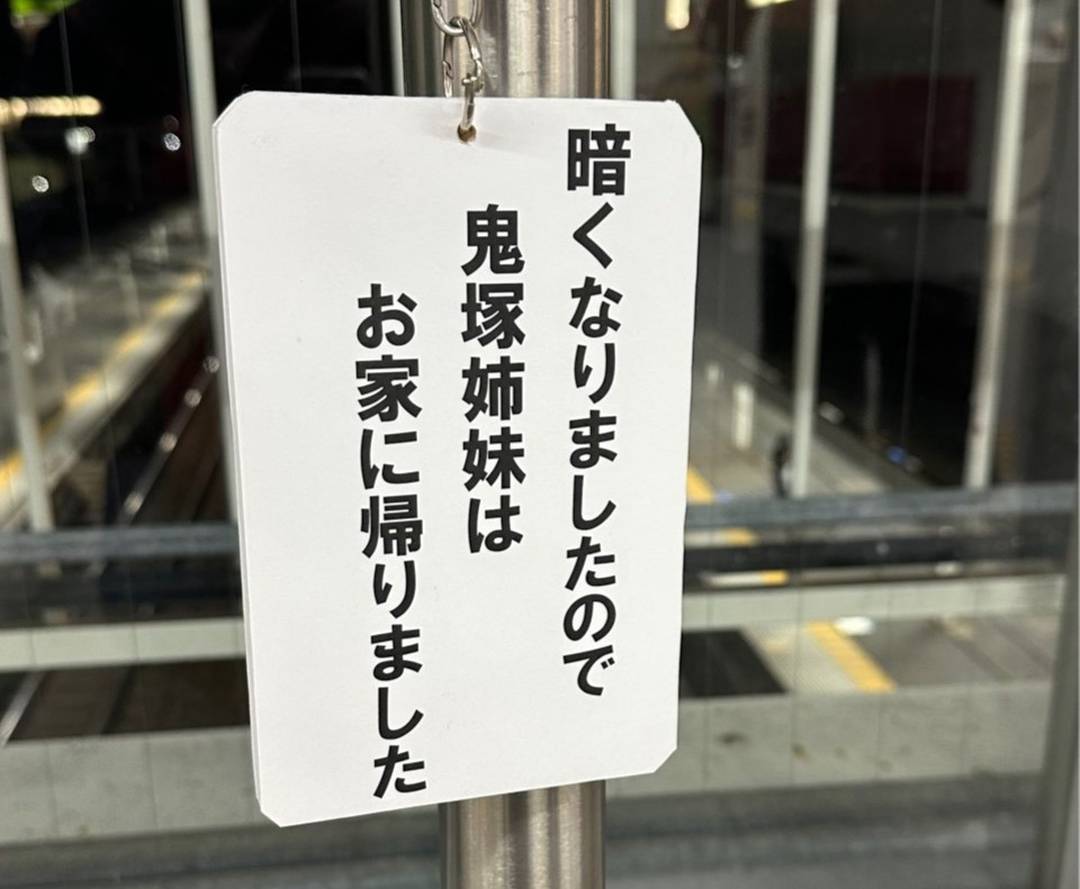 暗くなりましたので
鬼塚姉妹は
お家に帰りました